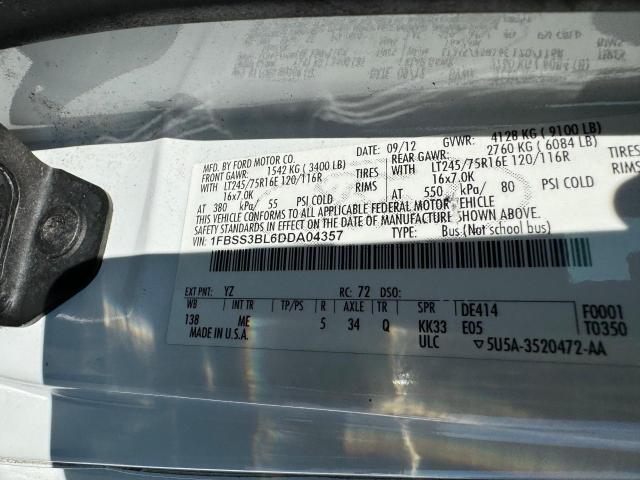 MFD. BY FORD MOTOR CO.
DATE: 09/12 GVWR: 4128 KG ( 9100 LB)
FRONT GAWR: 1542 KG ( 3400 LB) REAR GAWR: 2760 KG ( 6084 LB)
WITH LT245/75R16E 120/116R TIRES WITH LT245/75R16E 120/116R TIRES
16x7.0K RIMS 16x7.0K RIMS
AT 380 kPa/ 55 PSI COLD AT 550 kPa/ 80 PSI COLD
THIS VEHICLE CONFORMS TO ALL APPLICABLE FEDERAL MOTOR VEHICLE
SAFETY STANDARDS IN EFFECT ON THE DATE OF MANUFACTURE SHOWN ABOVE.
VIN: 1FBSS3BL6DDA04357 TYPE: Bus (Not School bus)
EXT PNT: YZ RC: 72 DSO:
WB INT TR TP/PS R AXLE TR SPR DE414 F0001
138 ME 5 34 Q KK33 E05 T0350
MADE IN U.S.A. ULC ▽5U5A-3520472-AA